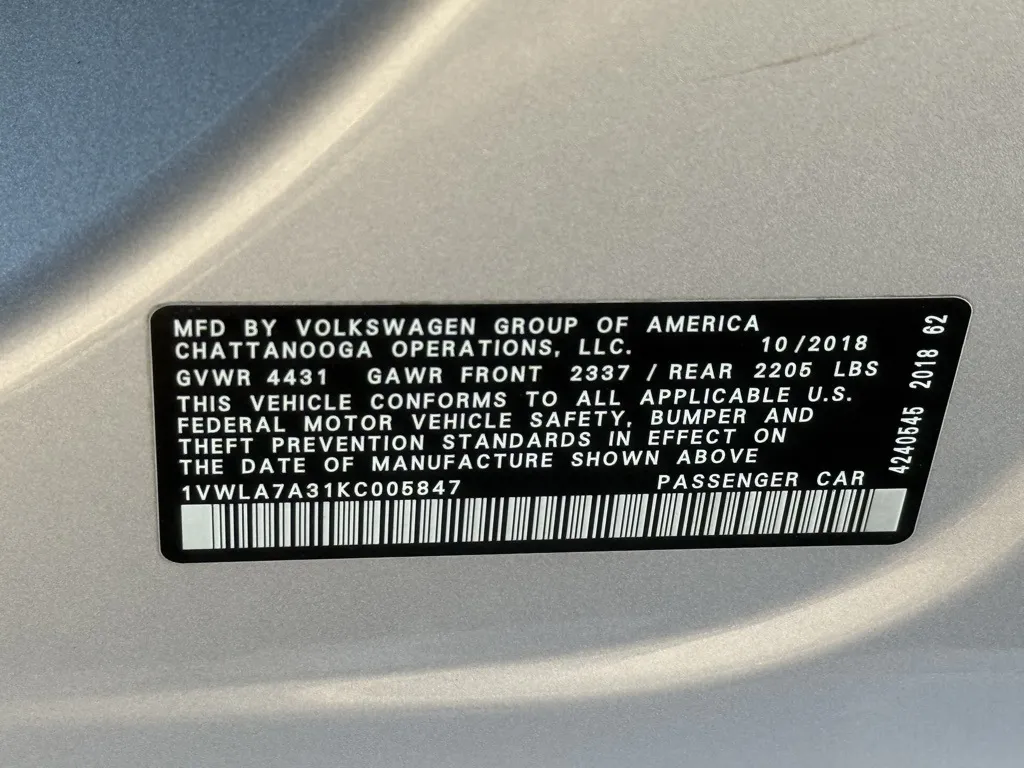 MFD BY VOLKSWAGEN GROUP OF AMERICA
CHATTANOOGA OPERATIONS, LLC. 10/2018
GVWR 4431 GAWR FRONT 2337 / REAR 2205 LBS
THIS VEHICLE CONFORMS TO ALL APPLICABLE U.S.
FEDERAL MOTOR VEHICLE SAFETY, BUMPER AND
THEFT PREVENTION STANDARDS IN EFFECT ON
THE DATE OF MANUFACTURE SHOWN ABOVE
1VWLA7A31KC005847 PASSENGER CAR
4240545 2018 62